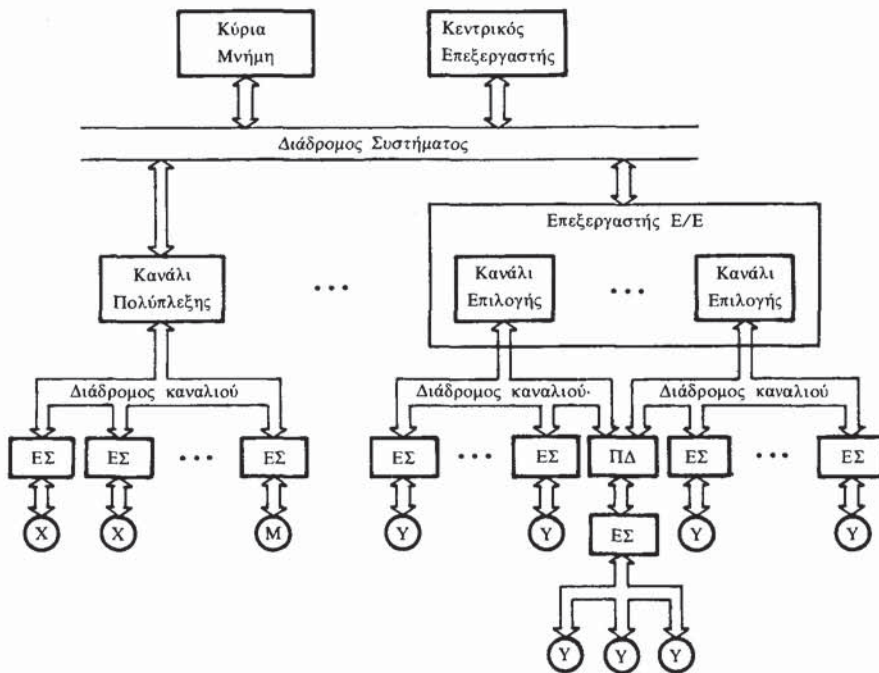 Κύρια
Μνήμη
Κεντρικός
Επεξεργαστής
Διάδρομος Συστήματος
Επεξεργαστής Ε/Ε
Κανάλι
Πολύπλεξης
...
Κανάλι
Επιλογής
...
Κανάλι
Επιλογής
Διάδρομος καναλιού
Διάδρομος καναλιού
Διάδρομος καναλιού
ΕΣ
ΕΣ
...
ΕΣ
ΕΣ
...
ΕΣ
ΠΔ
ΕΣ
...
ΕΣ
Χ
Χ
Μ
Υ
Υ
ΕΣ
Υ
Υ
Υ
Υ
Υ